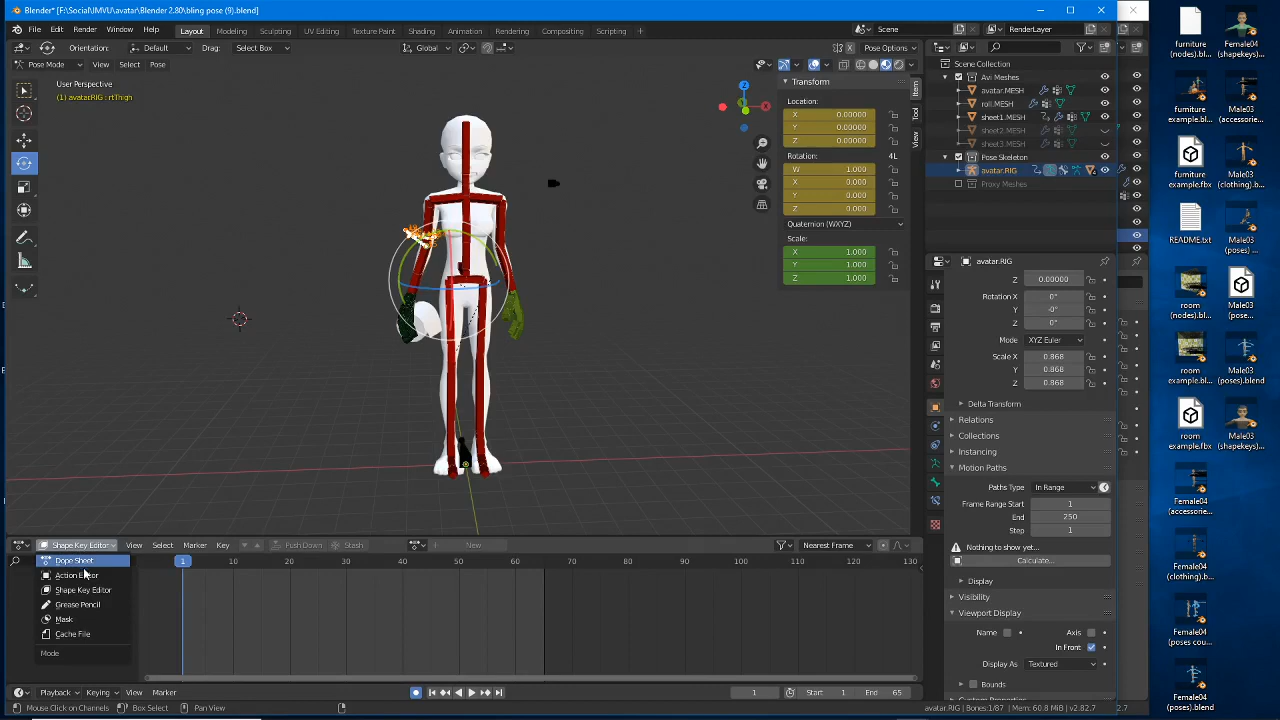 Blender* [F:\Social\IMVU\avatar\Blender 2.80\bling pose (9).blend]
File Edit Render Window Help Layout Modeling Sculpting UV Editing Texture Paint Shading Animation Rendering Compositing Scripting Scene RenderLayer
Orientation: Default Drag: Select Box Global Pose Options
Pose Mode View Select Pose
User Perspective
(1) avatar.RIG : rtThigh
Transform
Location:
X 0.00000
Y 0.00000
Z 0.00000
Rotation: 4L
W 1.000
X 0.000
Y 0.000
Z 0.000
Quaternion (WXYZ)
Scale:
X 1.000
Y 1.000
Z 1.000
Item
Tool
View
Z
Scene Collection
Avi Meshes
avatar.MESH
roll.MESH
sheet1.MESH
sheet2.MESH
sheet3.MESH
Pose Skeleton
avatar.RIG
Proxy Meshes
avatar.RIG
Z 0.00000
Rotation X 0°
Y -0°
Z 0°
Mode XYZ Euler
Scale X 0.868
Y 0.868
Z 0.868
Delta Transform
Relations
Collections
Instancing
Motion Paths
Paths Type In Range
Frame Range Start 1
End 250
Step 1
Nothing to show yet...
Calculate...
Display
Visibility
Viewport Display
Name Axis
In Front
Display As Textured
Bounds
Shape Key Editor View Select Marker Key Push Down Stash New Nearest Frame
Dope Sheet
Action Editor
Shape Key Editor
Grease Pencil
Mask
Cache File
Mode
1 10 20 30 40 50 60 70 80 90 100 110 120 130
Playback Keying View Marker 1 Start 1 End 65
Mouse Click on Channels Box Select Pan View avatar.RIG | Bones:1/87 | Mem: 60.8 MiB | v2.82.7
2.7
furniture (nodes).bl...
Female04 (shapekeys)...
furniture example.bl...
Male03 (accessorie...
furniture example.fbx
Male03 (clothing).bl...
README.txt
Male03 (poses) ...
room (nodes).blend
Male03 (pose...
room example.bl...
Male03 (poses).blend
room example.fbx
Male03 (shapekeys)...
Female04 (accessorie...
Female04 (clothing).b...
Female04 (poses cou...
Female04 (poses).blend